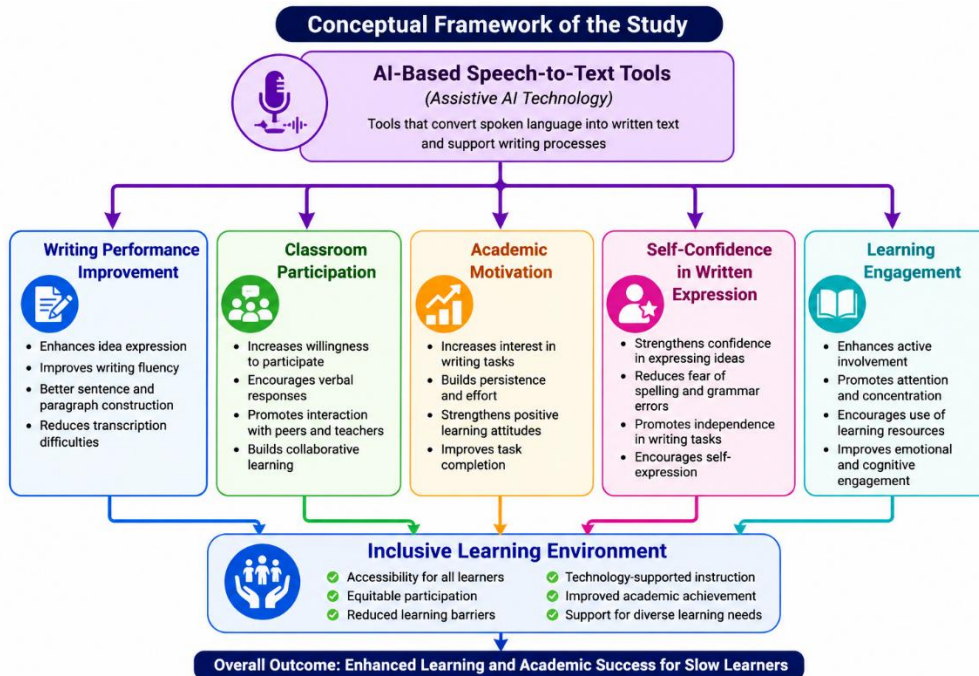 Conceptual Framework of the Study
AI-Based Speech-to-Text Tools
(Assistive AI Technology)
Tools that convert spoken language into written text
and support writing processes
Writing Performance
Improvement
• Enhances idea expression
• Improves writing fluency
• Better sentence and
paragraph construction
• Reduces transcription
difficulties
Classroom
Participation
• Increases willingness
to participate
• Encourages verbal
responses
• Promotes interaction
with peers and teachers
• Builds collaborative
learning
Academic
Motivation
• Increases interest in
writing tasks
• Builds persistence
and effort
• Strengthens positive
learning attitudes
• Improves task
completion
Self-Confidence
in Written
Expression
• Strengthens confidence
in expressing ideas
• Reduces fear of
spelling and grammar
errors
• Promotes independence
in writing tasks
• Encourages self-
expression
Learning
Engagement
• Enhances active
involvement
• Promotes attention
and concentration
• Encourages use of
learning resources
• Improves emotional
and cognitive
engagement
Inclusive Learning Environment
Accessibility for all learners
Equitable participation
Reduced learning barriers
Technology-supported instruction
Improved academic achievement
Support for diverse learning needs
Overall Outcome: Enhanced Learning and Academic Success for Slow Learners